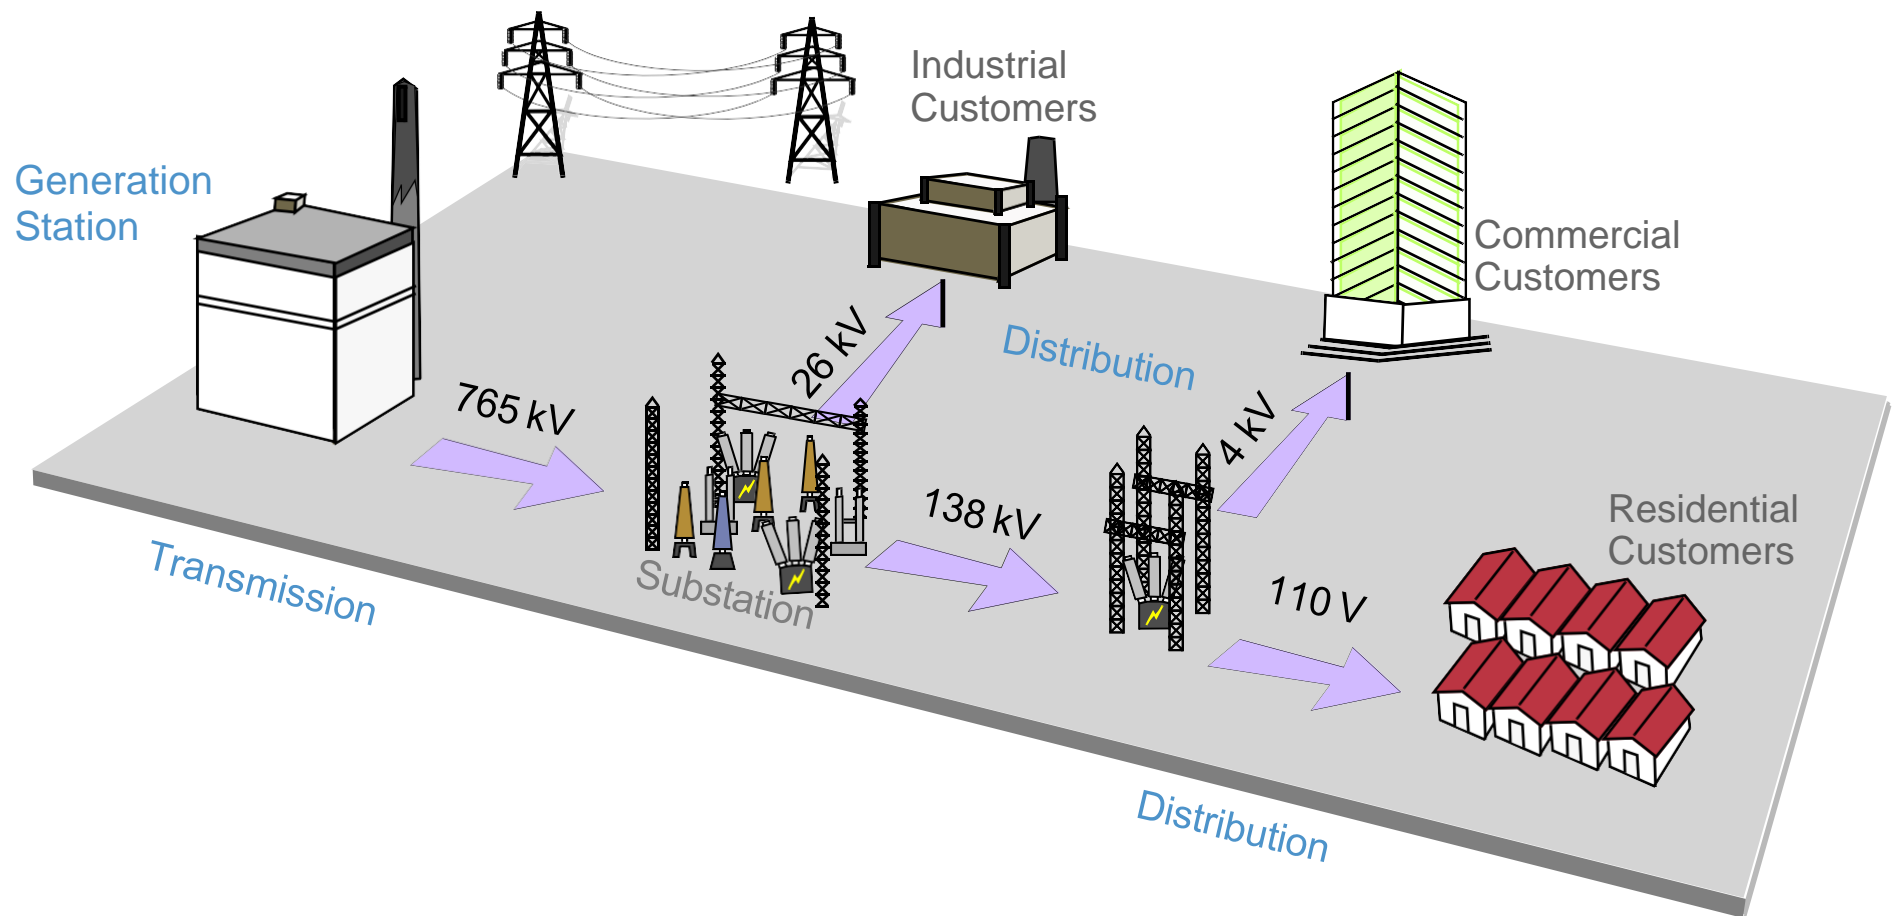 Industrial
Customers
Generation
Station
Commercial
Customers
26 kV
Distribution
765 kV
4 kV
138 kV
Residential
Customers
Transmission
Substation
110 V
Distribution